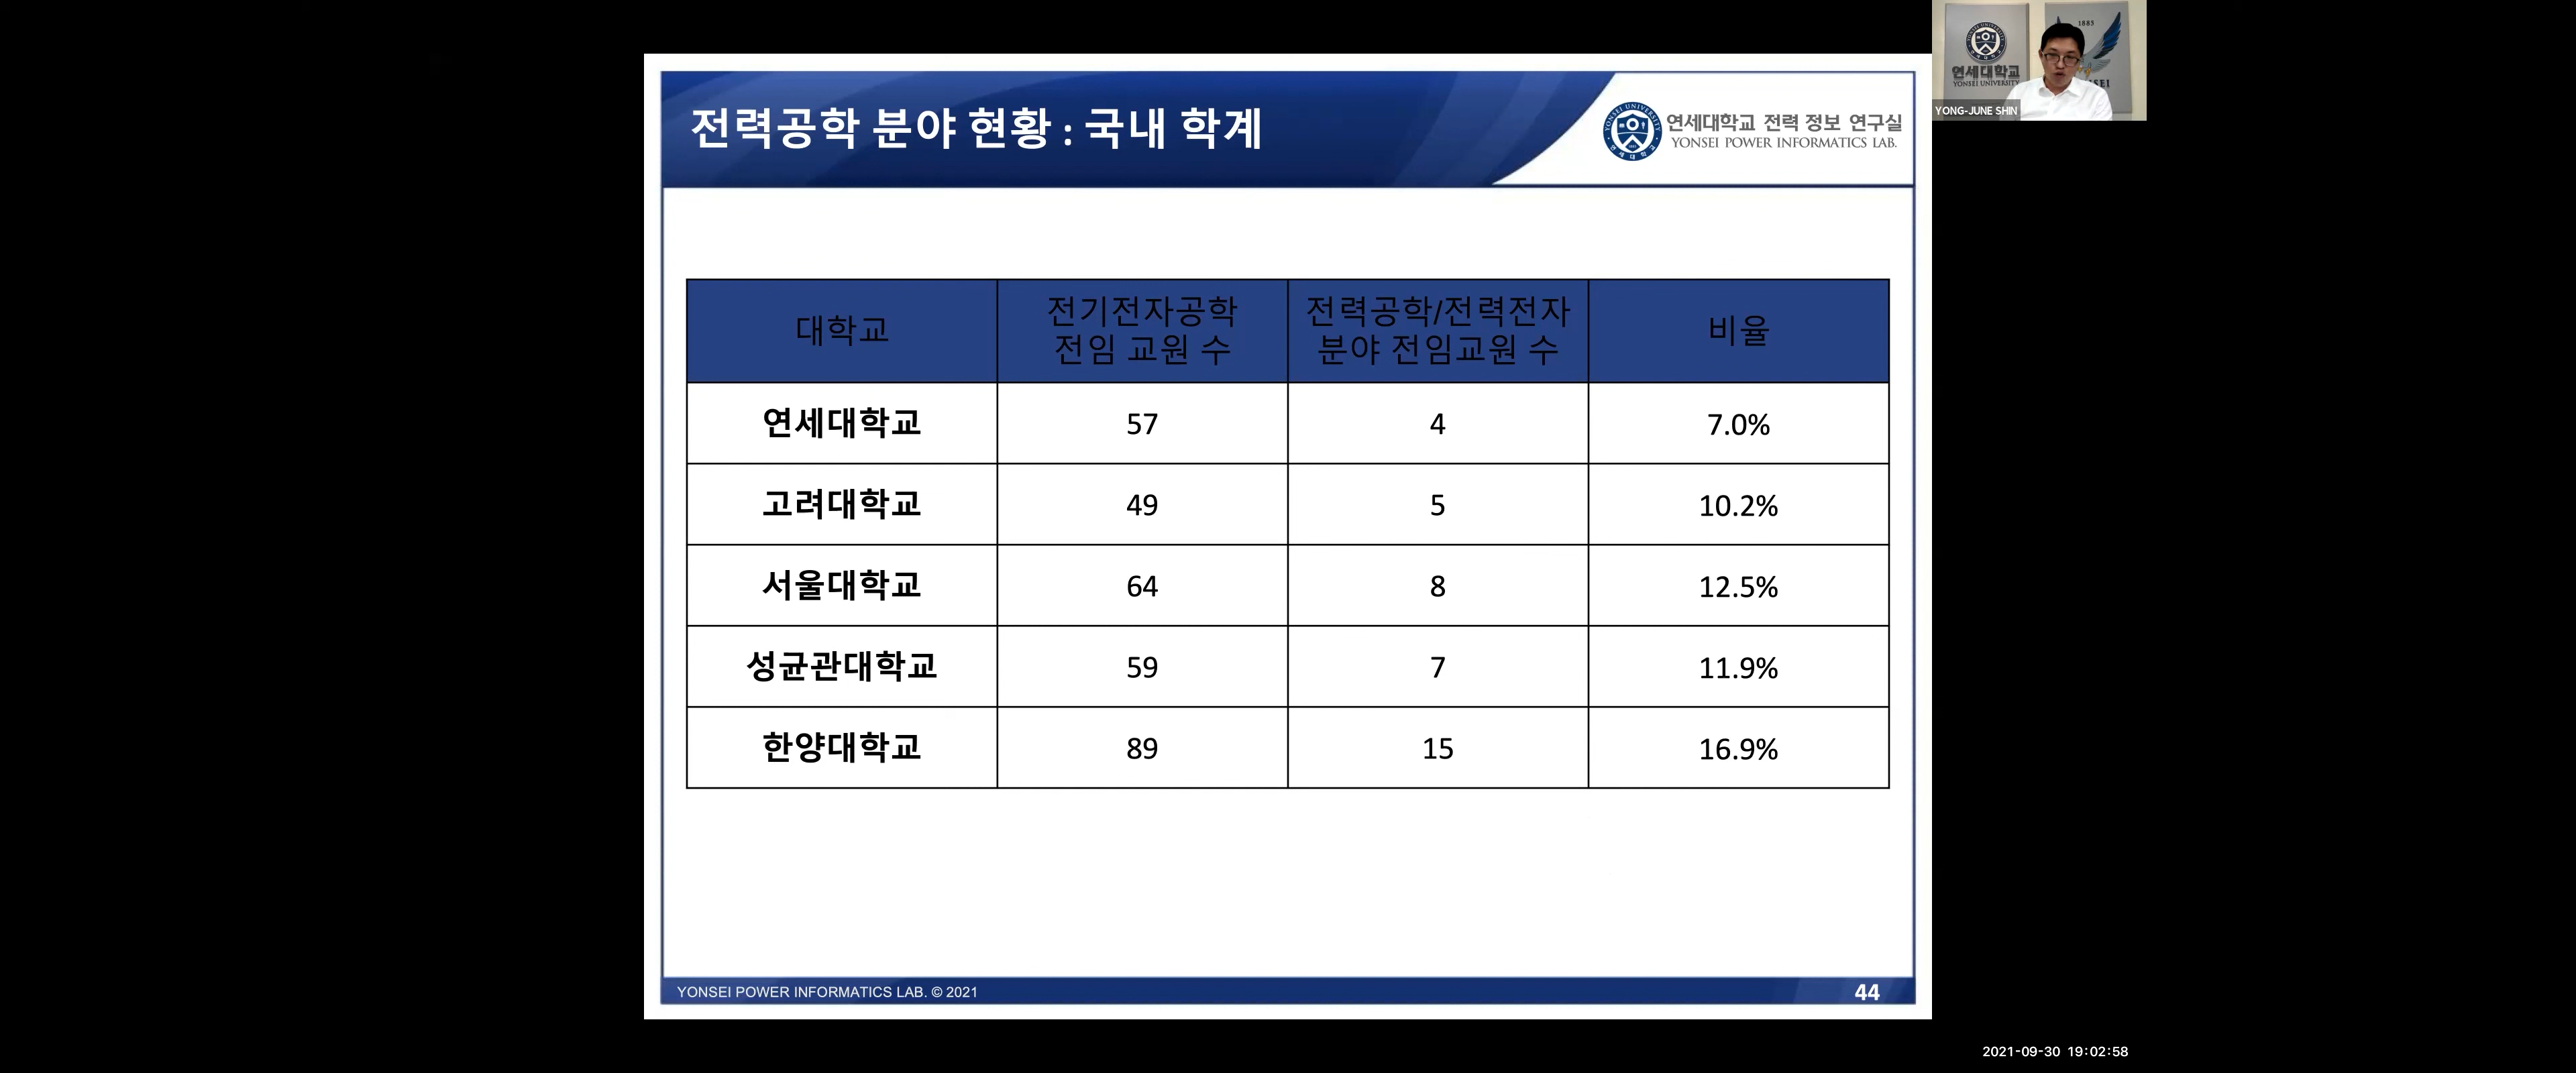 전력공학 분야 현황 : 국내 학계
연세대학교 전력 정보 연구실
YONSEI POWER INFORMATICS LAB.
대학교
전기전자공학
전임 교원 수
전력공학/전력전자
분야 전임교원 수
비율
연세대학교 57 4 7.0%
고려대학교 49 5 10.2%
서울대학교 64 8 12.5%
성균관대학교 59 7 11.9%
한양대학교 89 15 16.9%
YONSEI POWER INFORMATICS LAB. © 2021
44
1885
연세대학교
YONSEI UNIVERSITY
SEI
YONG-JUNE SHIN
2021-09-30 19:02:58